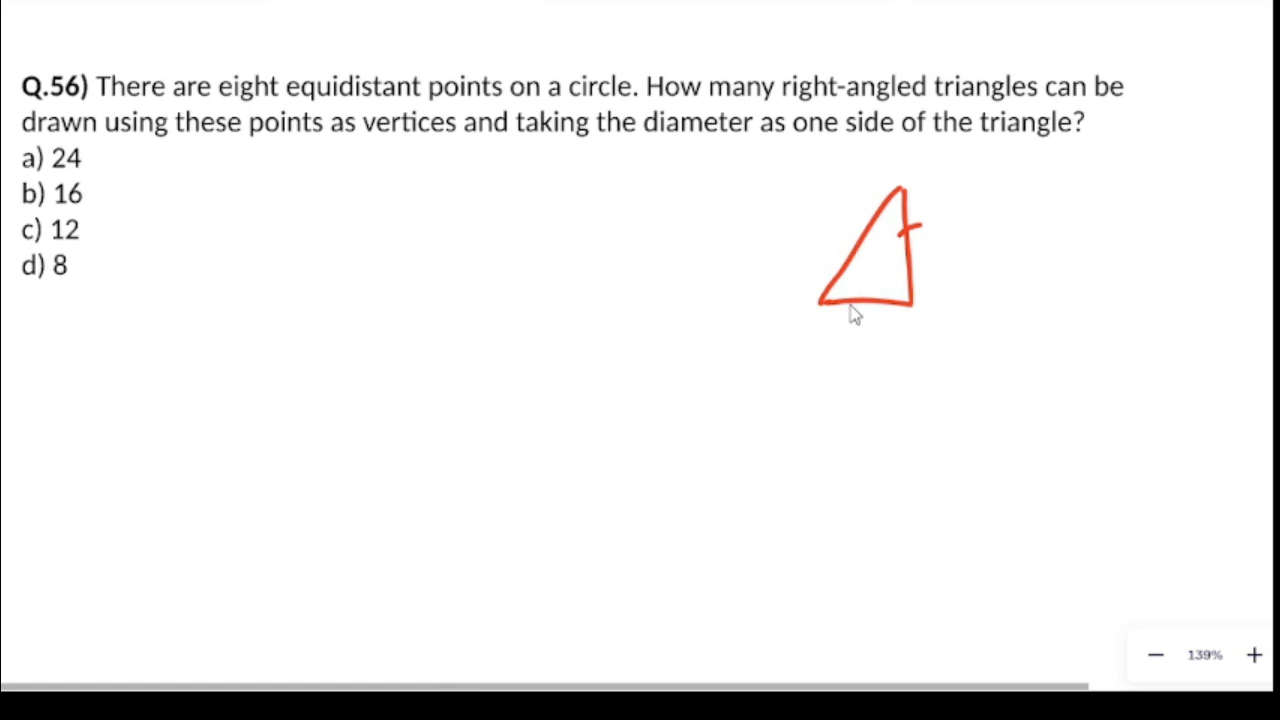 Q.56) There are eight equidistant points on a circle. How many right-angled triangles can be
drawn using these points as vertices and taking the diameter as one side of the triangle?
a) 24
b) 16
c) 12
d) 8
139%